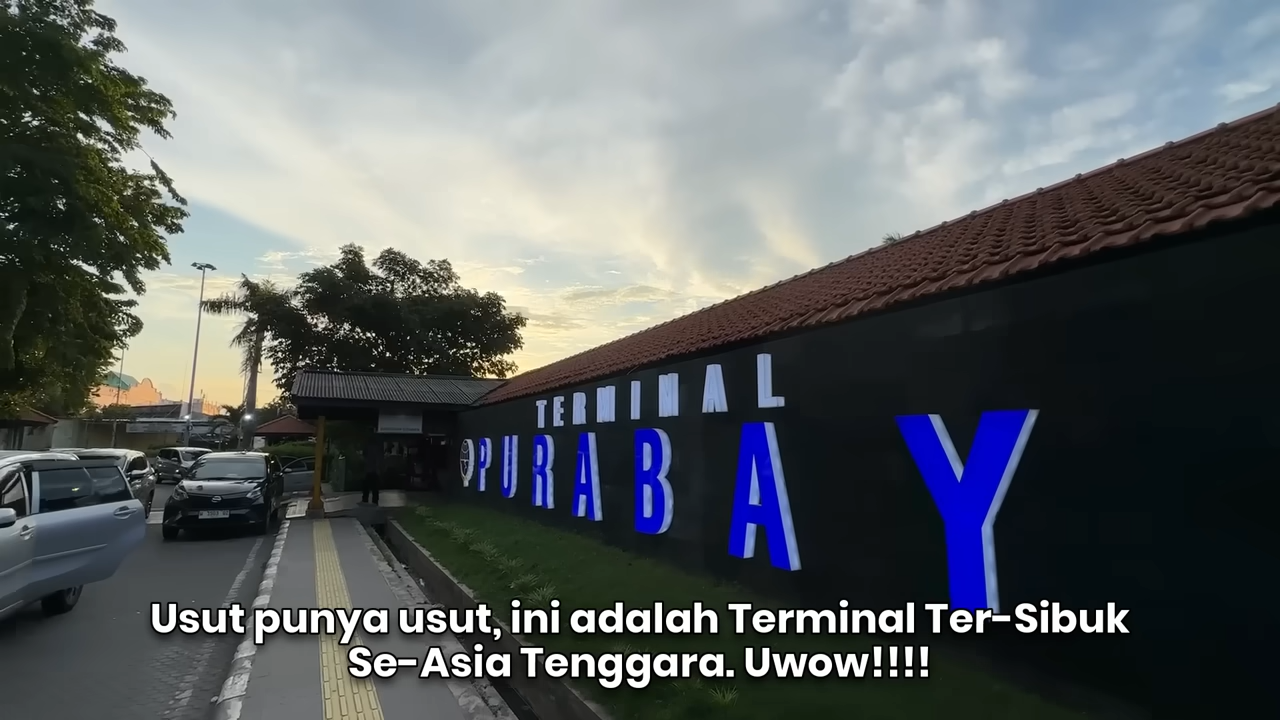 TERMINAL
PURABAY
Usut punya usut, ini adalah Terminal Ter-Sibuk
Se-Asia Tenggara. Uwow!!!!